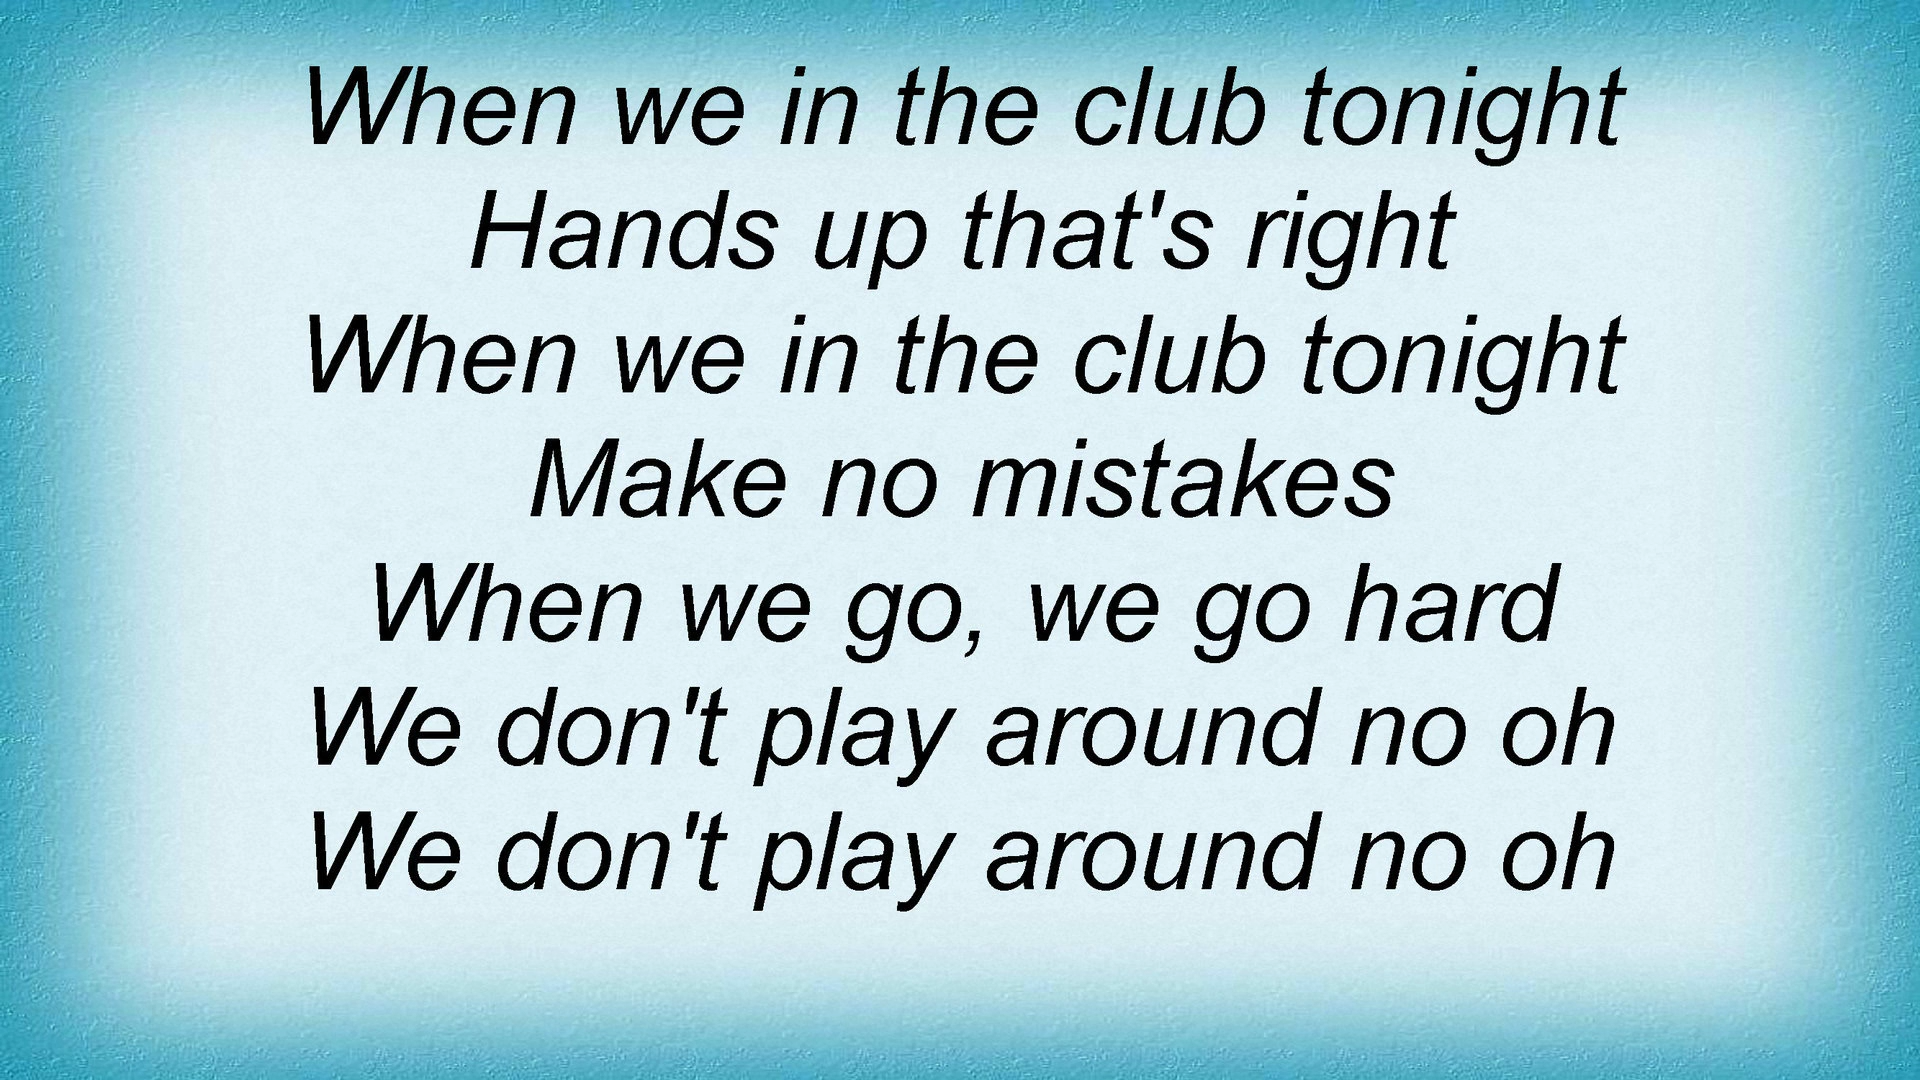 When we in the club tonight
Hands up that's right
When we in the club tonight
Make no mistakes
When we go, we go hard
We don't play around no oh
We don't play around no oh